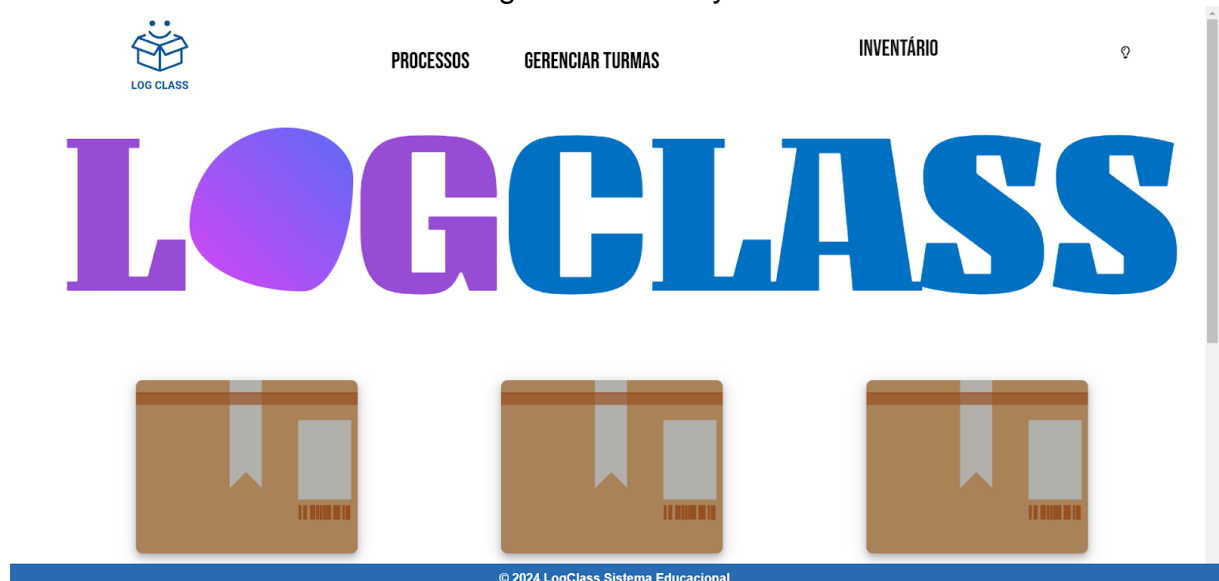 PROCESSOS GERENCIAR TURMAS INVENTÁRIO
LOG CLASS
LOGCLASS
© 2024 LogClass Sistema Educacional